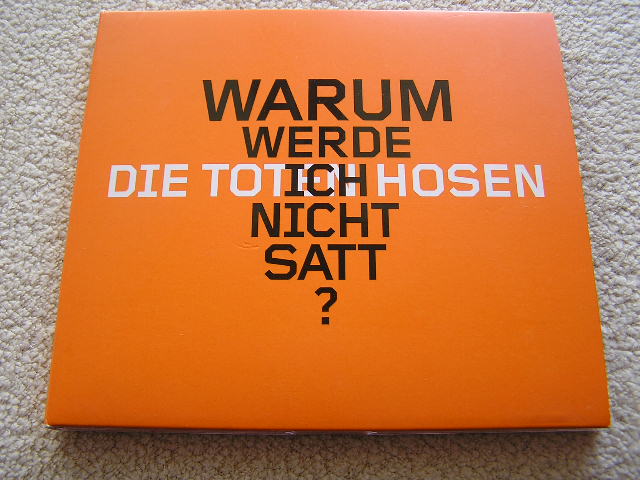 WARUM
WERDE
DIE TOTEN HOSEN
ICH
NICHT
SATT
?